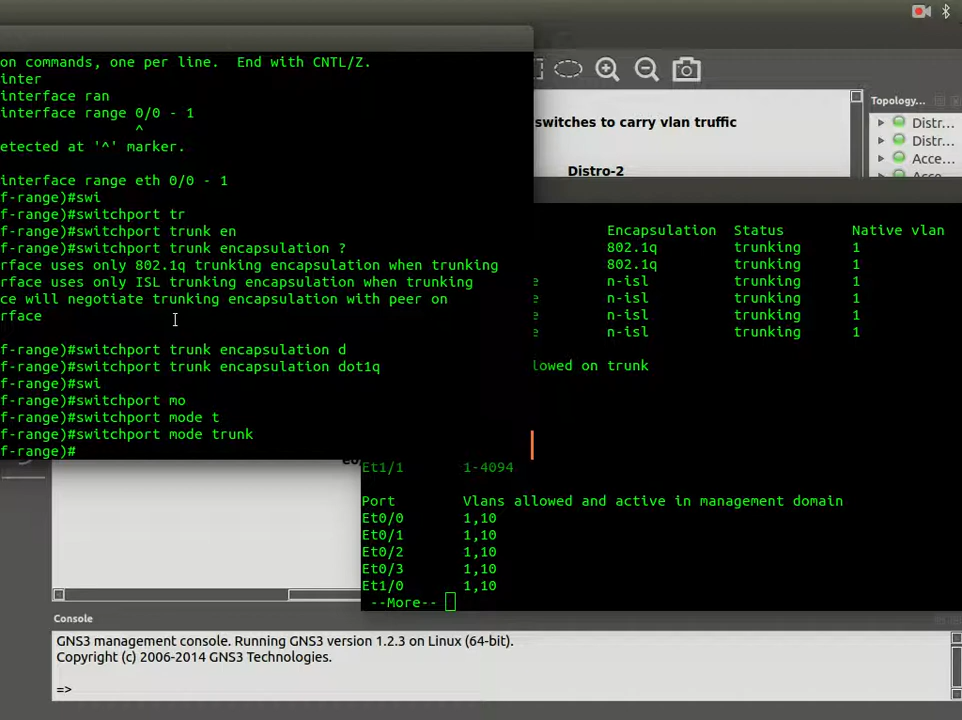 on commands, one per line.  End with CNTL/Z.
inter
interface ran
interface range 0/0 - 1
^
etected at '^' marker.
interface range eth 0/0 - 1
f-range)#swi
f-range)#switchport tr
f-range)#switchport trunk en
f-range)#switchport trunk encapsulation ?
rface uses only 802.1q trunking encapsulation when trunking
rface uses only ISL trunking encapsulation when trunking
ce will negotiate trunking encapsulation with peer on
rface
f-range)#switchport trunk encapsulation d
f-range)#switchport trunk encapsulation dot1q
f-range)#swi
f-range)#switchport mo
f-range)#switchport mode t
f-range)#switchport mode trunk
f-range)#
switches to carry vlan truffic
Distro-2
Topology...
Distr...
Distr...
Acce...
Encapsulation  Status  Native vlan
802.1q  trunking  1
802.1q  trunking  1
e  n-isl  trunking  1
e  n-isl  trunking  1
e  n-isl  trunking  1
e  n-isl  trunking  1
lowed on trunk
Et1/1  1-4094
Port  Vlans allowed and active in management domain
Et0/0  1,10
Et0/1  1,10
Et0/2  1,10
Et0/3  1,10
Et1/0  1,10
--More--
Console
GNS3 management console. Running GNS3 version 1.2.3 on Linux (64-bit).
Copyright (c) 2006-2014 GNS3 Technologies.
=>